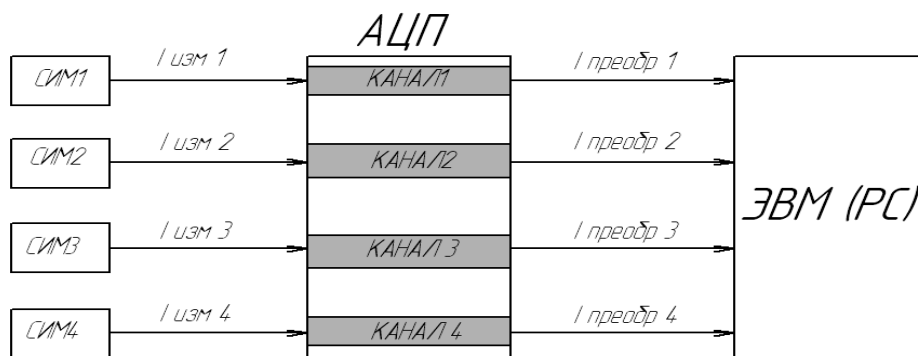 АЦП
СИМ1
I изм 1
КАНАЛ1
I преобр 1
СИМ2
I изм 2
КАНАЛ2
I преобр 2
ЭВМ (РС)
СИМ3
I изм 3
КАНАЛ 3
I преобр 3
СИМ4
I изм 4
КАНАЛ 4
I преобр 4